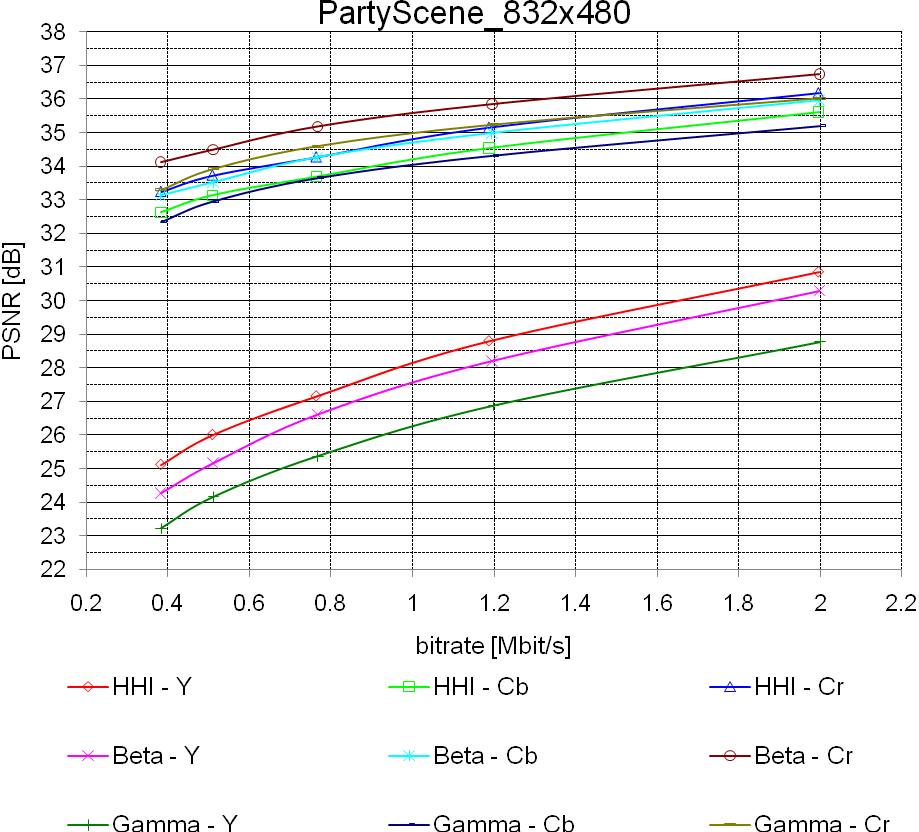 PartyScene_832x480
38
37
36
35
34
33
32
31
30
29
28
27
26
25
24
23
22
PSNR [dB]
0.2 0.4 0.6 0.8 1 1.2 1.4 1.6 1.8 2 2.2
bitrate [Mbit/s]
HHI - Y HHI - Cb HHI - Cr
Beta - Y Beta - Cb Beta - Cr
Gamma - Y Gamma - Cb Gamma - Cr